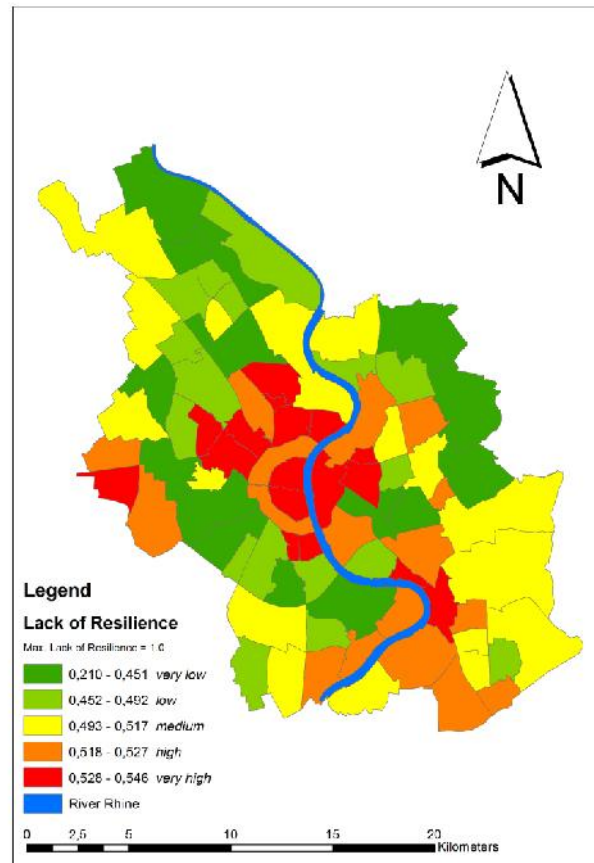 N
Legend
Lack of Resilience
Max. Lack of Resilience = 1.0
0,210 - 0,451 very low
0,452 - 0,492 low
0,493 - 0,517 medium
0,518 - 0,527 high
0,528 - 0,546 very high
River Rhine
0 2,5 5 10 15 20
Kilometers